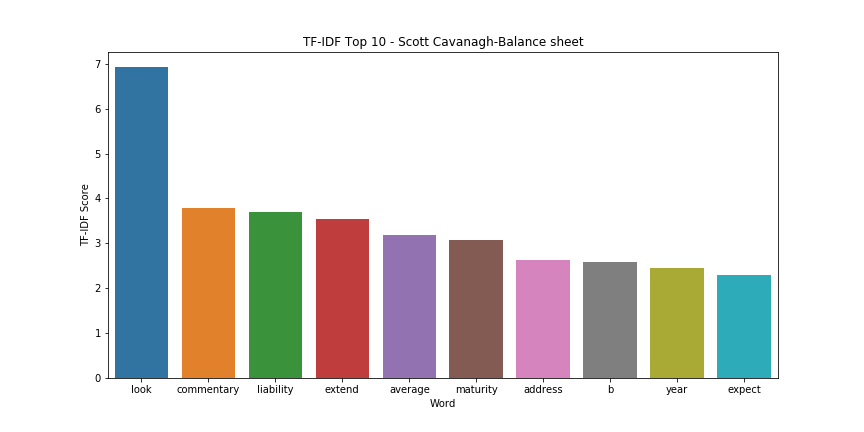 TF-IDF Top 10 - Scott Cavanagh-Balance sheet
7
6
5
4
3
2
1
0
TF-IDF Score
look commentary liability extend average maturity address b year expect
Word